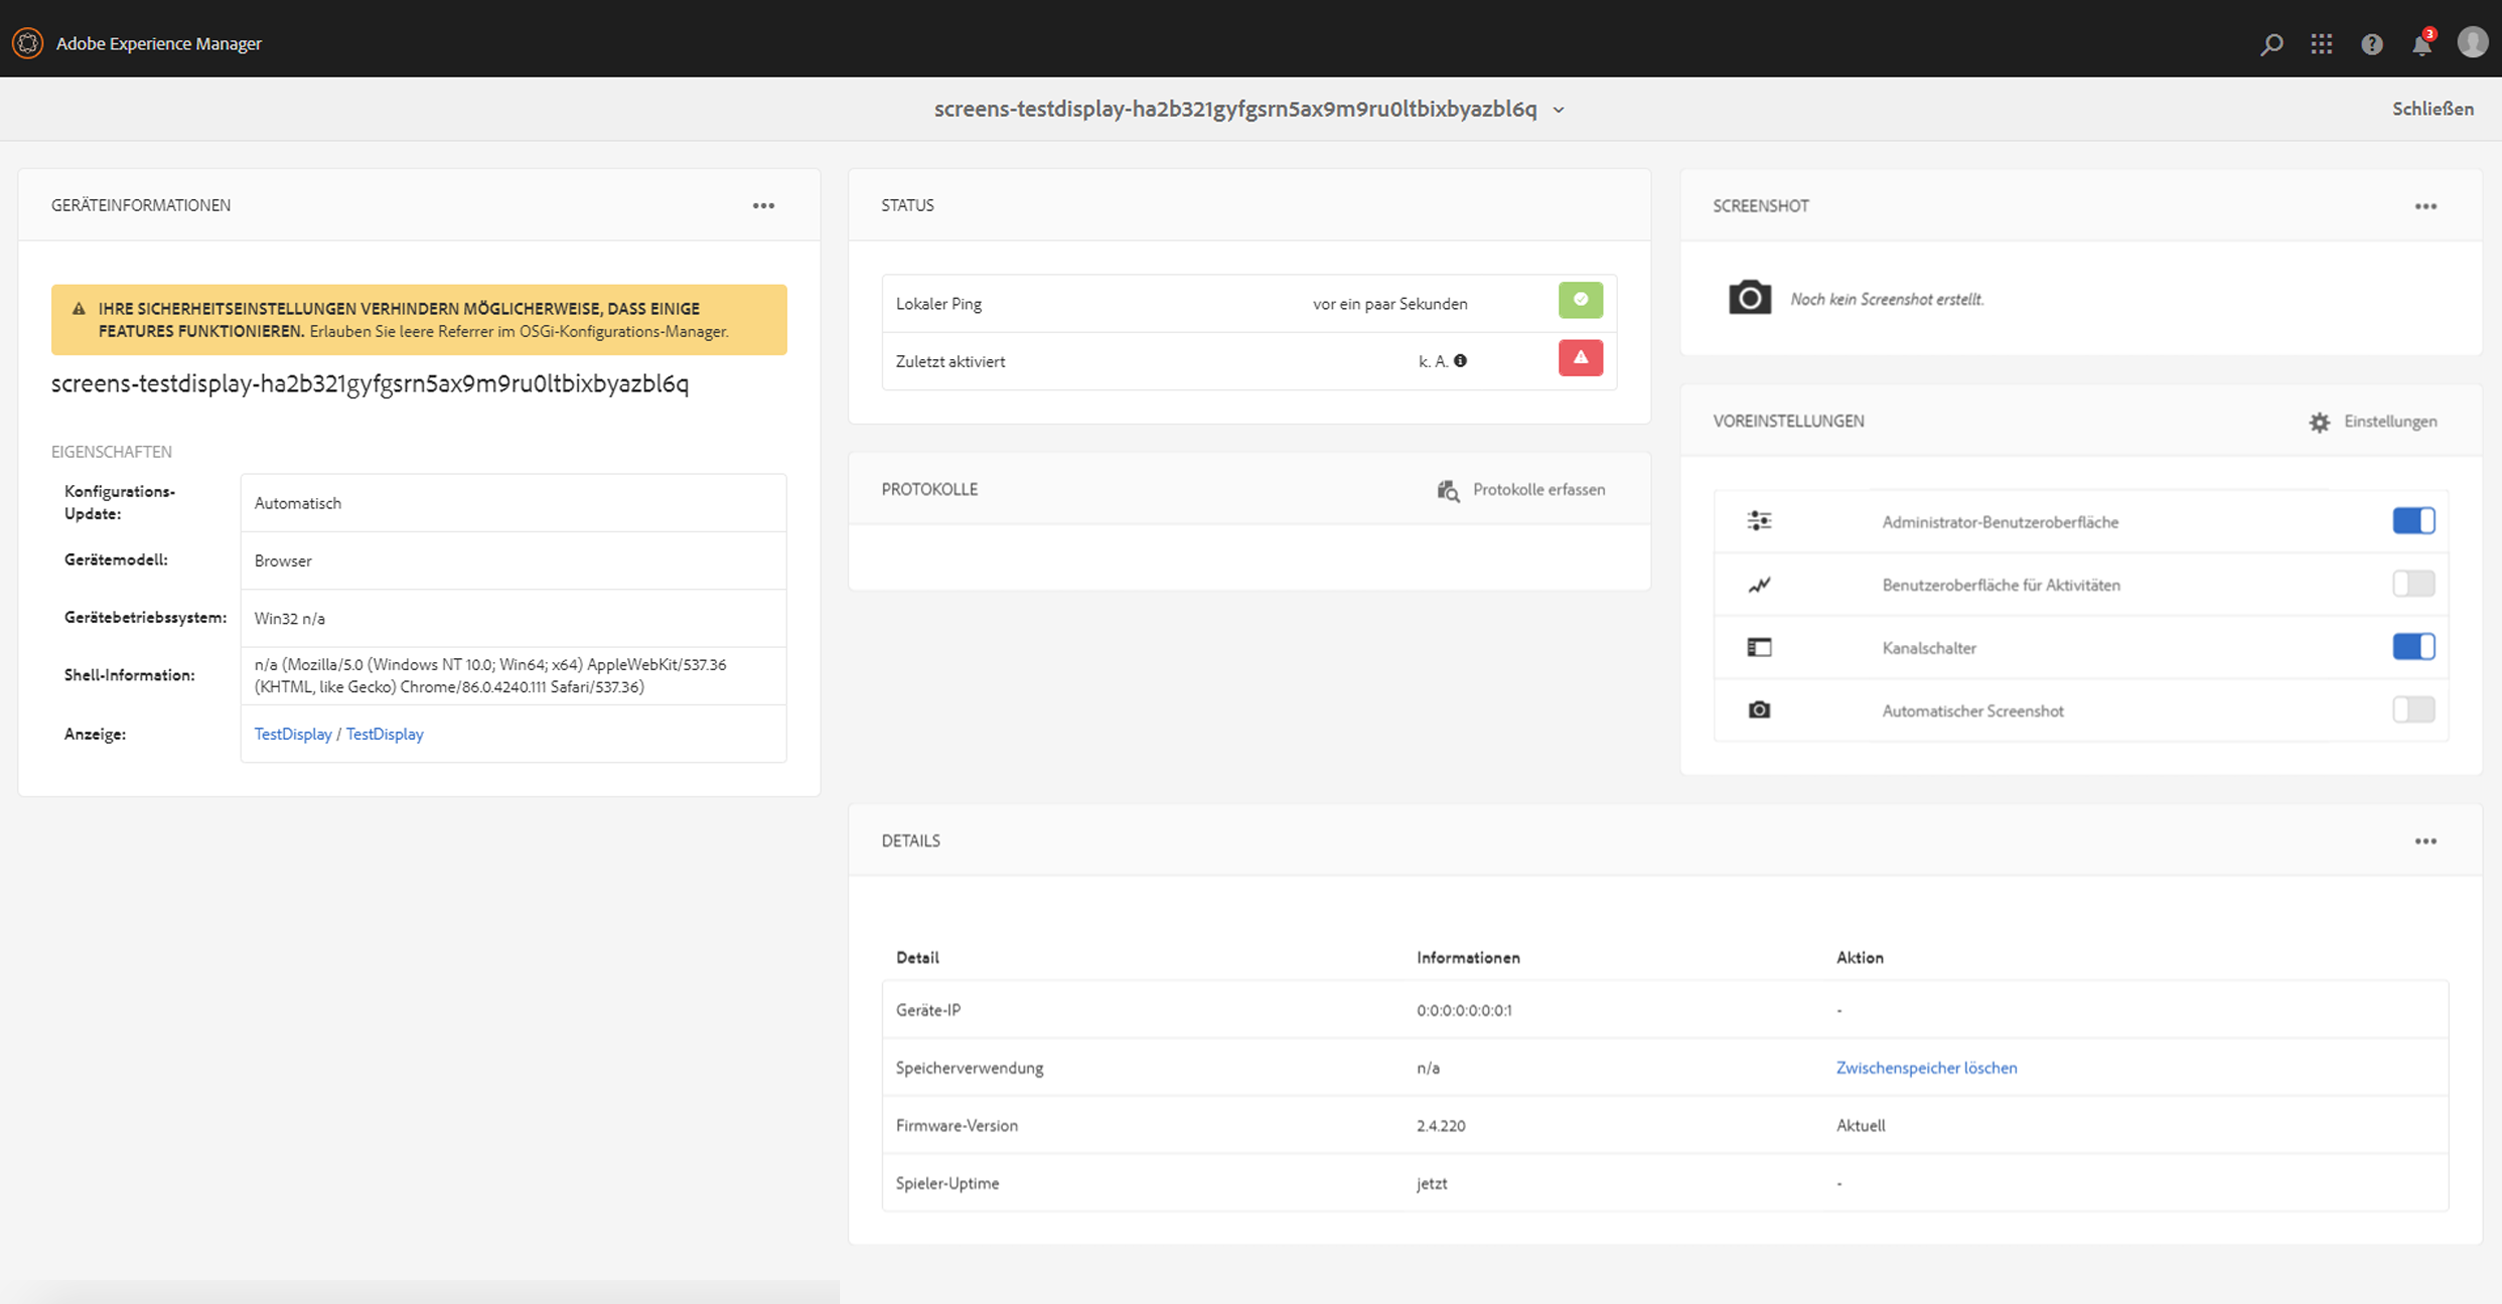 Adobe Experience Manager
3
screens-testdisplay-ha2b321gyfgsrn5ax9m9ru0ltbixbyazbl6q
Schließen
GERÄTEINFORMATIONEN
IHRE SICHERHEITSEINSTELLUNGEN VERHINDERN MÖGLICHERWEISE, DASS EINIGE
FEATURES FUNKTIONIEREN. Erlauben Sie leere Referrer im OSGi-Konfigurations-Manager.
screens-testdisplay-ha2b321gyfgsrn5ax9m9ru0ltbixbyazbl6q
EIGENSCHAFTEN
Konfigurations-
Update:
Automatisch
Gerätemodell:
Browser
Gerätebetriebssystem:
Win32 n/a
Shell-Information:
n/a (Mozilla/5.0 (Windows NT 10.0; Win64; x64) AppleWebKit/537.36
(KHTML, like Gecko) Chrome/86.0.4240.111 Safari/537.36)
Anzeige:
TestDisplay / TestDisplay
STATUS
Lokaler Ping
vor ein paar Sekunden
Zuletzt aktiviert
k. A.
PROTOKOLLE
Protokolle erfassen
SCREENSHOT
Noch kein Screenshot erstellt.
VOREINSTELLUNGEN
Einstellungen
Administrator-Benutzeroberfläche
Benutzeroberfläche für Aktivitäten
Kanalschalter
Automatischer Screenshot
DETAILS
Detail
Informationen
Aktion
Geräte-IP
0:0:0:0:0:0:0:1
-
Speicherverwendung
n/a
Zwischenspeicher löschen
Firmware-Version
2.4.220
Aktuell
Spieler-Uptime
jetzt
-